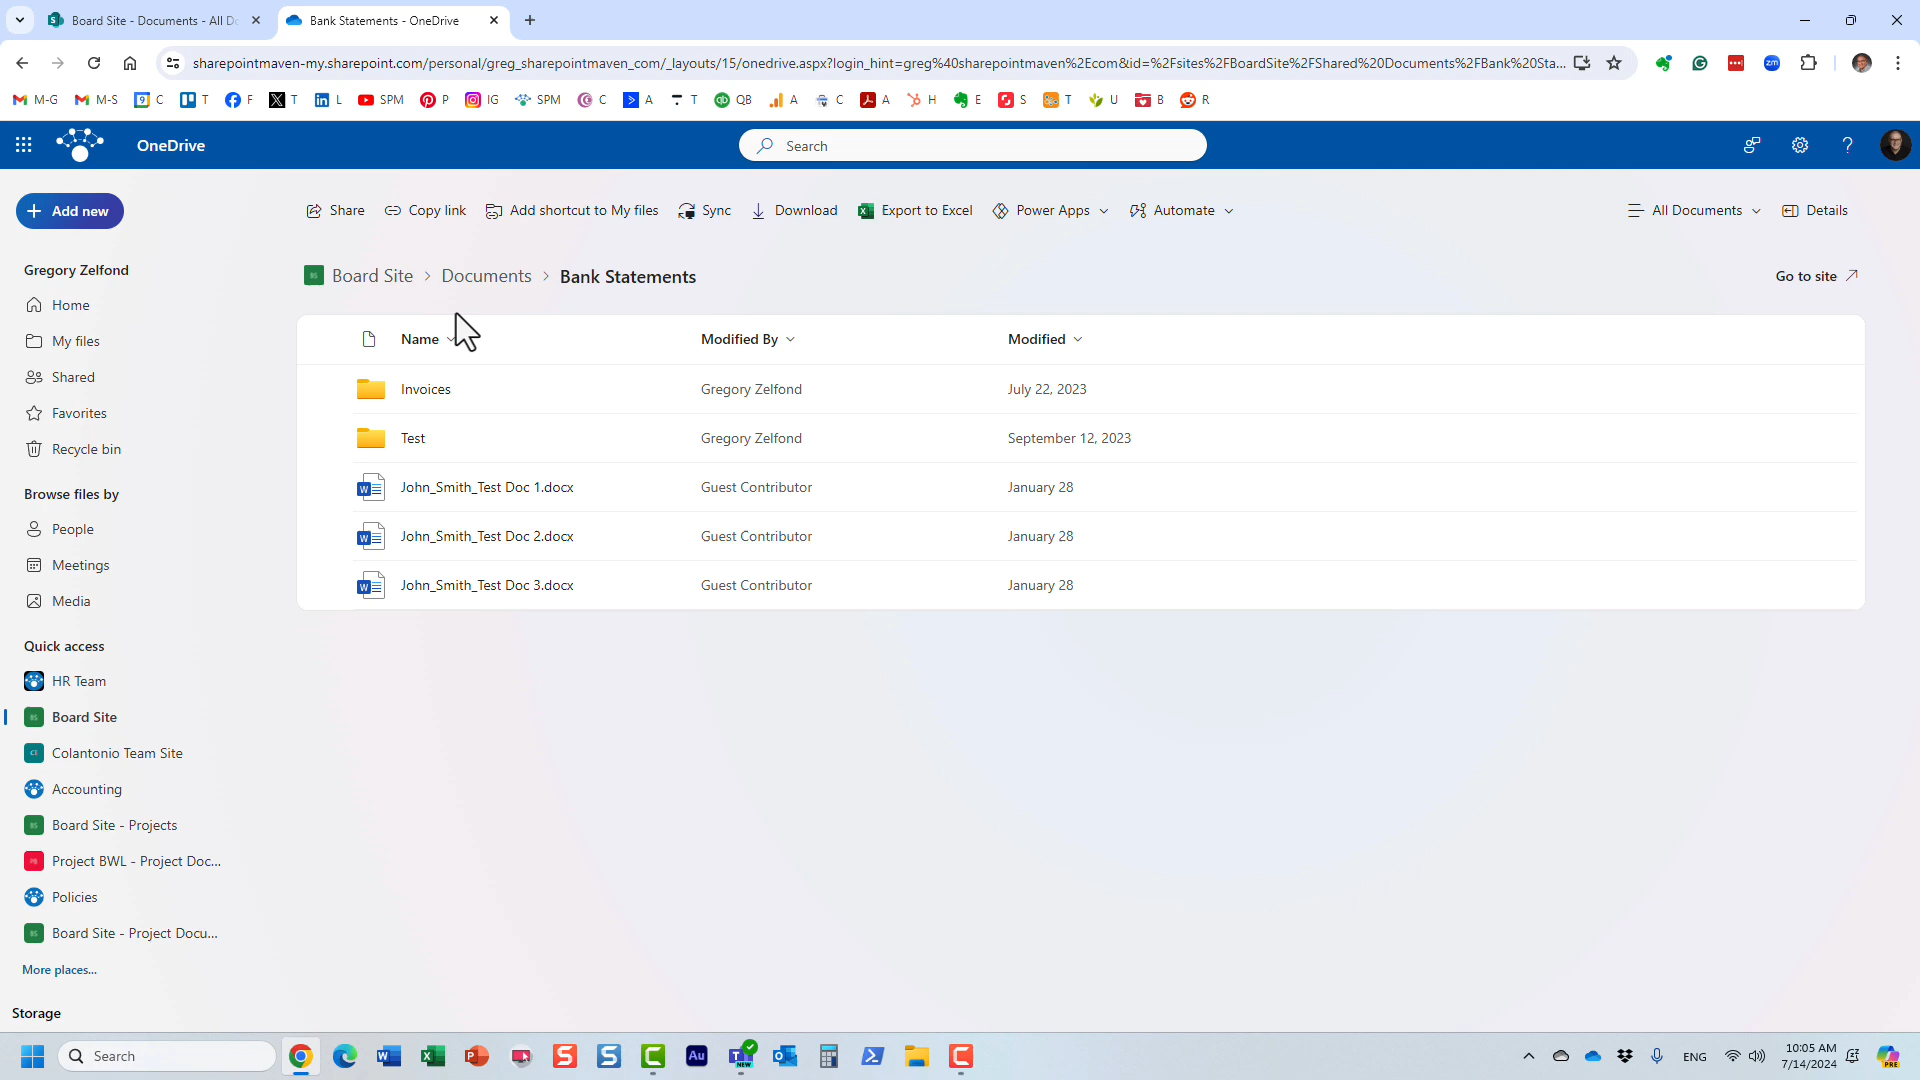 Board Site - Documents - All Do
Bank Statements - OneDrive
sharepointmaven-my.sharepoint.com/personal/greg_sharepointmaven_com/_layouts/15/onedrive.aspx?login_hint=greg%40sharepointmaven%2Ecom&id=%2Fsites%2FBoardSite%2FShared%20Documents%2FBank%20Sta...
M-G M-S C T F T L SPM P IG SPM C A T QB A C A H E S T U B R
OneDrive
Search
Add new
Share Copy link Add shortcut to My files Sync Download Export to Excel Power Apps Automate
All Documents Details
Board Site > Documents > Bank Statements
Go to site
Name Modified By Modified
Invoices Gregory Zelfond July 22, 2023
Test Gregory Zelfond September 12, 2023
John_Smith_Test Doc 1.docx Guest Contributor January 28
John_Smith_Test Doc 2.docx Guest Contributor January 28
John_Smith_Test Doc 3.docx Guest Contributor January 28
Gregory Zelfond
Home
My files
Shared
Favorites
Recycle bin
Browse files by
People
Meetings
Media
Quick access
HR Team
Board Site
Colantonio Team Site
Accounting
Board Site - Projects
Project BWL - Project Doc...
Policies
Board Site - Project Docu...
More places...
Storage
Search
ENG
10:05 AM
7/14/2024